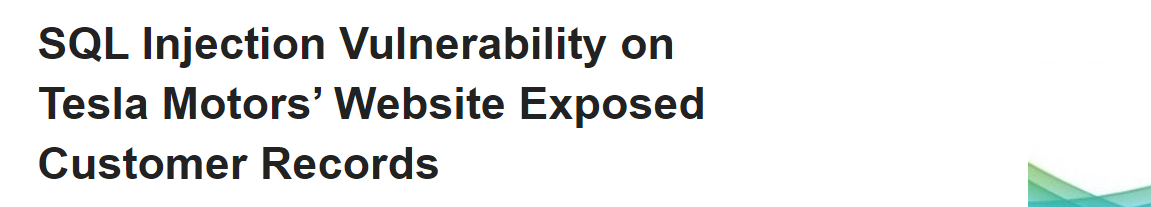 SQL Injection Vulnerability on
Tesla Motors’ Website Exposed
Customer Records